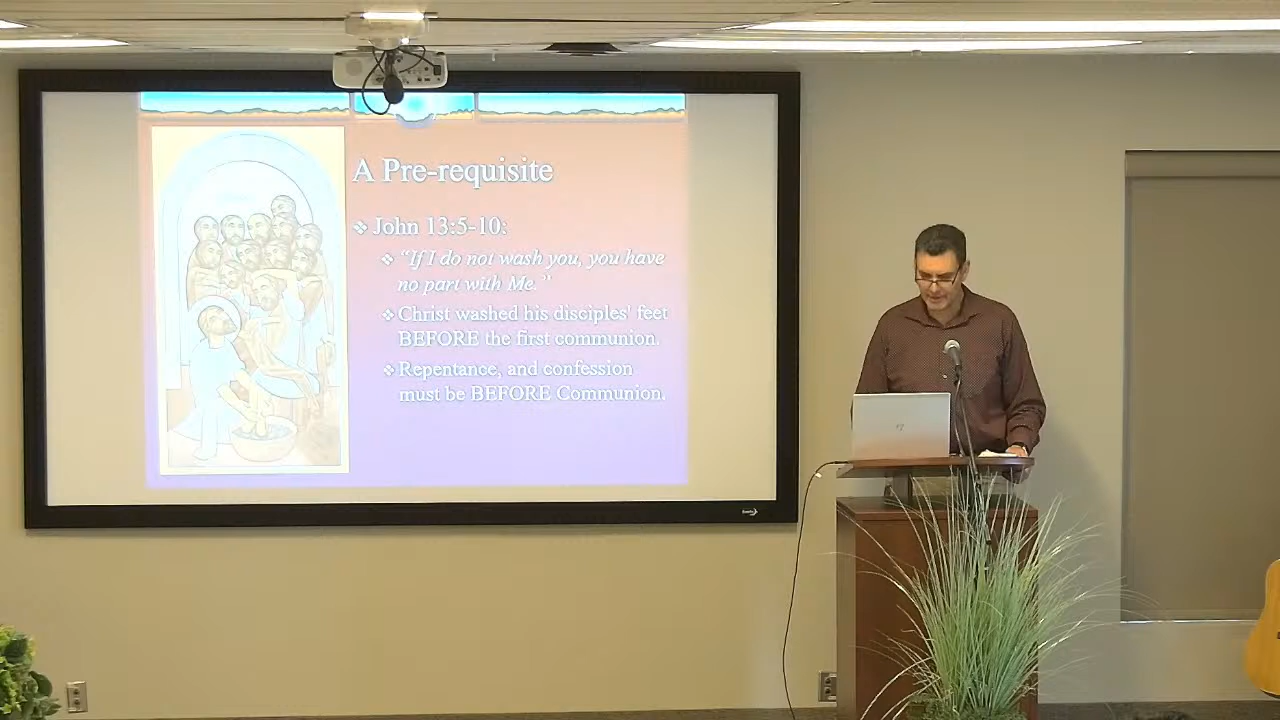 A Pre-requisite
❖ John 13:5-10:
❖ “If I do not wash you, you have
no part with Me.”
❖ Christ washed his disciples' feet
BEFORE the first communion.
❖ Repentance, and confession
must be BEFORE Communion.